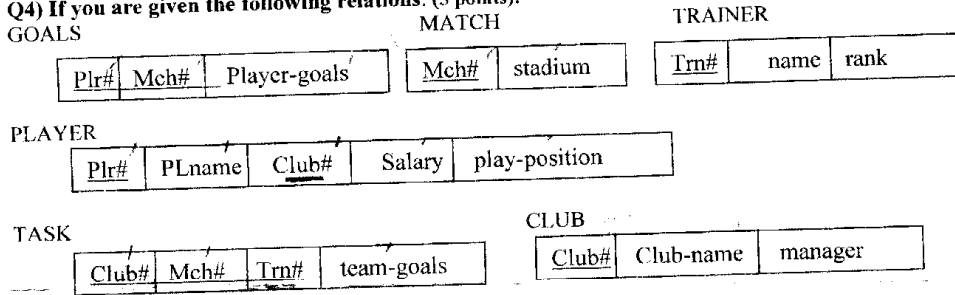 Q4) If you are given the following relations: (5 points).
GOALS MATCH TRAINER
Plr# Mch# Player-goals Mch# stadium Trn# name rank
PLAYER
Plr# PLname Club# Salary play-position
TASK CLUB
Club# Mch# Trn# team-goals Club# Club-name manager